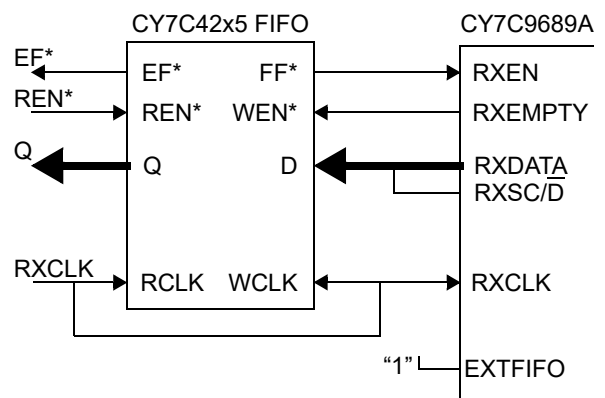 CY7C42x5 FIFO CY7C9689A
EF* EF* FF* RXEN
REN* REN* WEN* RXEMPTY
Q Q D RXDATA
RXSC/D̅
RXCLK RCLK WCLK RXCLK
“1” EXTFIFO